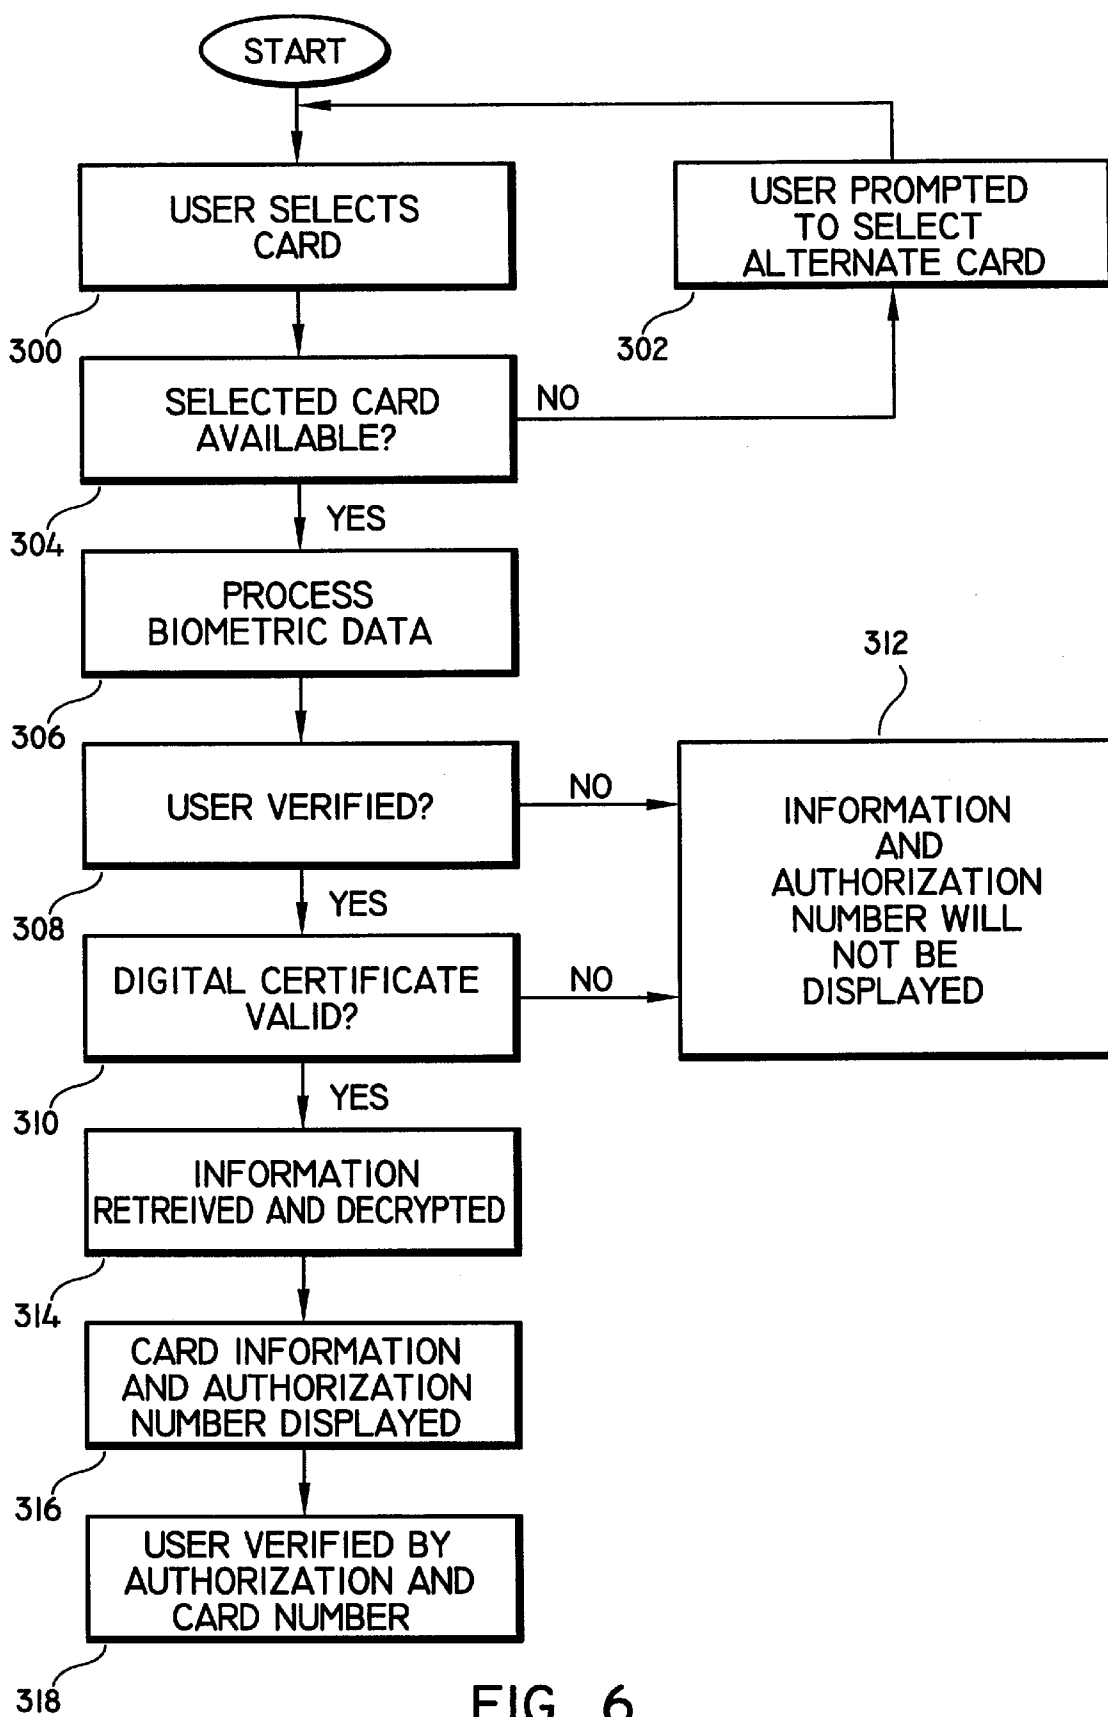 START
USER SELECTS
CARD
300
USER PROMPTED
TO SELECT
ALTERNATE CARD
302
SELECTED CARD
AVAILABLE?
NO
304
YES
PROCESS
BIOMETRIC DATA
306
USER VERIFIED?
NO
312
INFORMATION
AND
AUTHORIZATION
NUMBER WILL
NOT BE
DISPLAYED
308
YES
DIGITAL CERTIFICATE
VALID?
NO
310
YES
INFORMATION
RETREIVED AND DECRYPTED
314
CARD INFORMATION
AND AUTHORIZATION
NUMBER DISPLAYED
316
USER VERIFIED BY
AUTHORIZATION AND
CARD NUMBER
318
FIG. 6